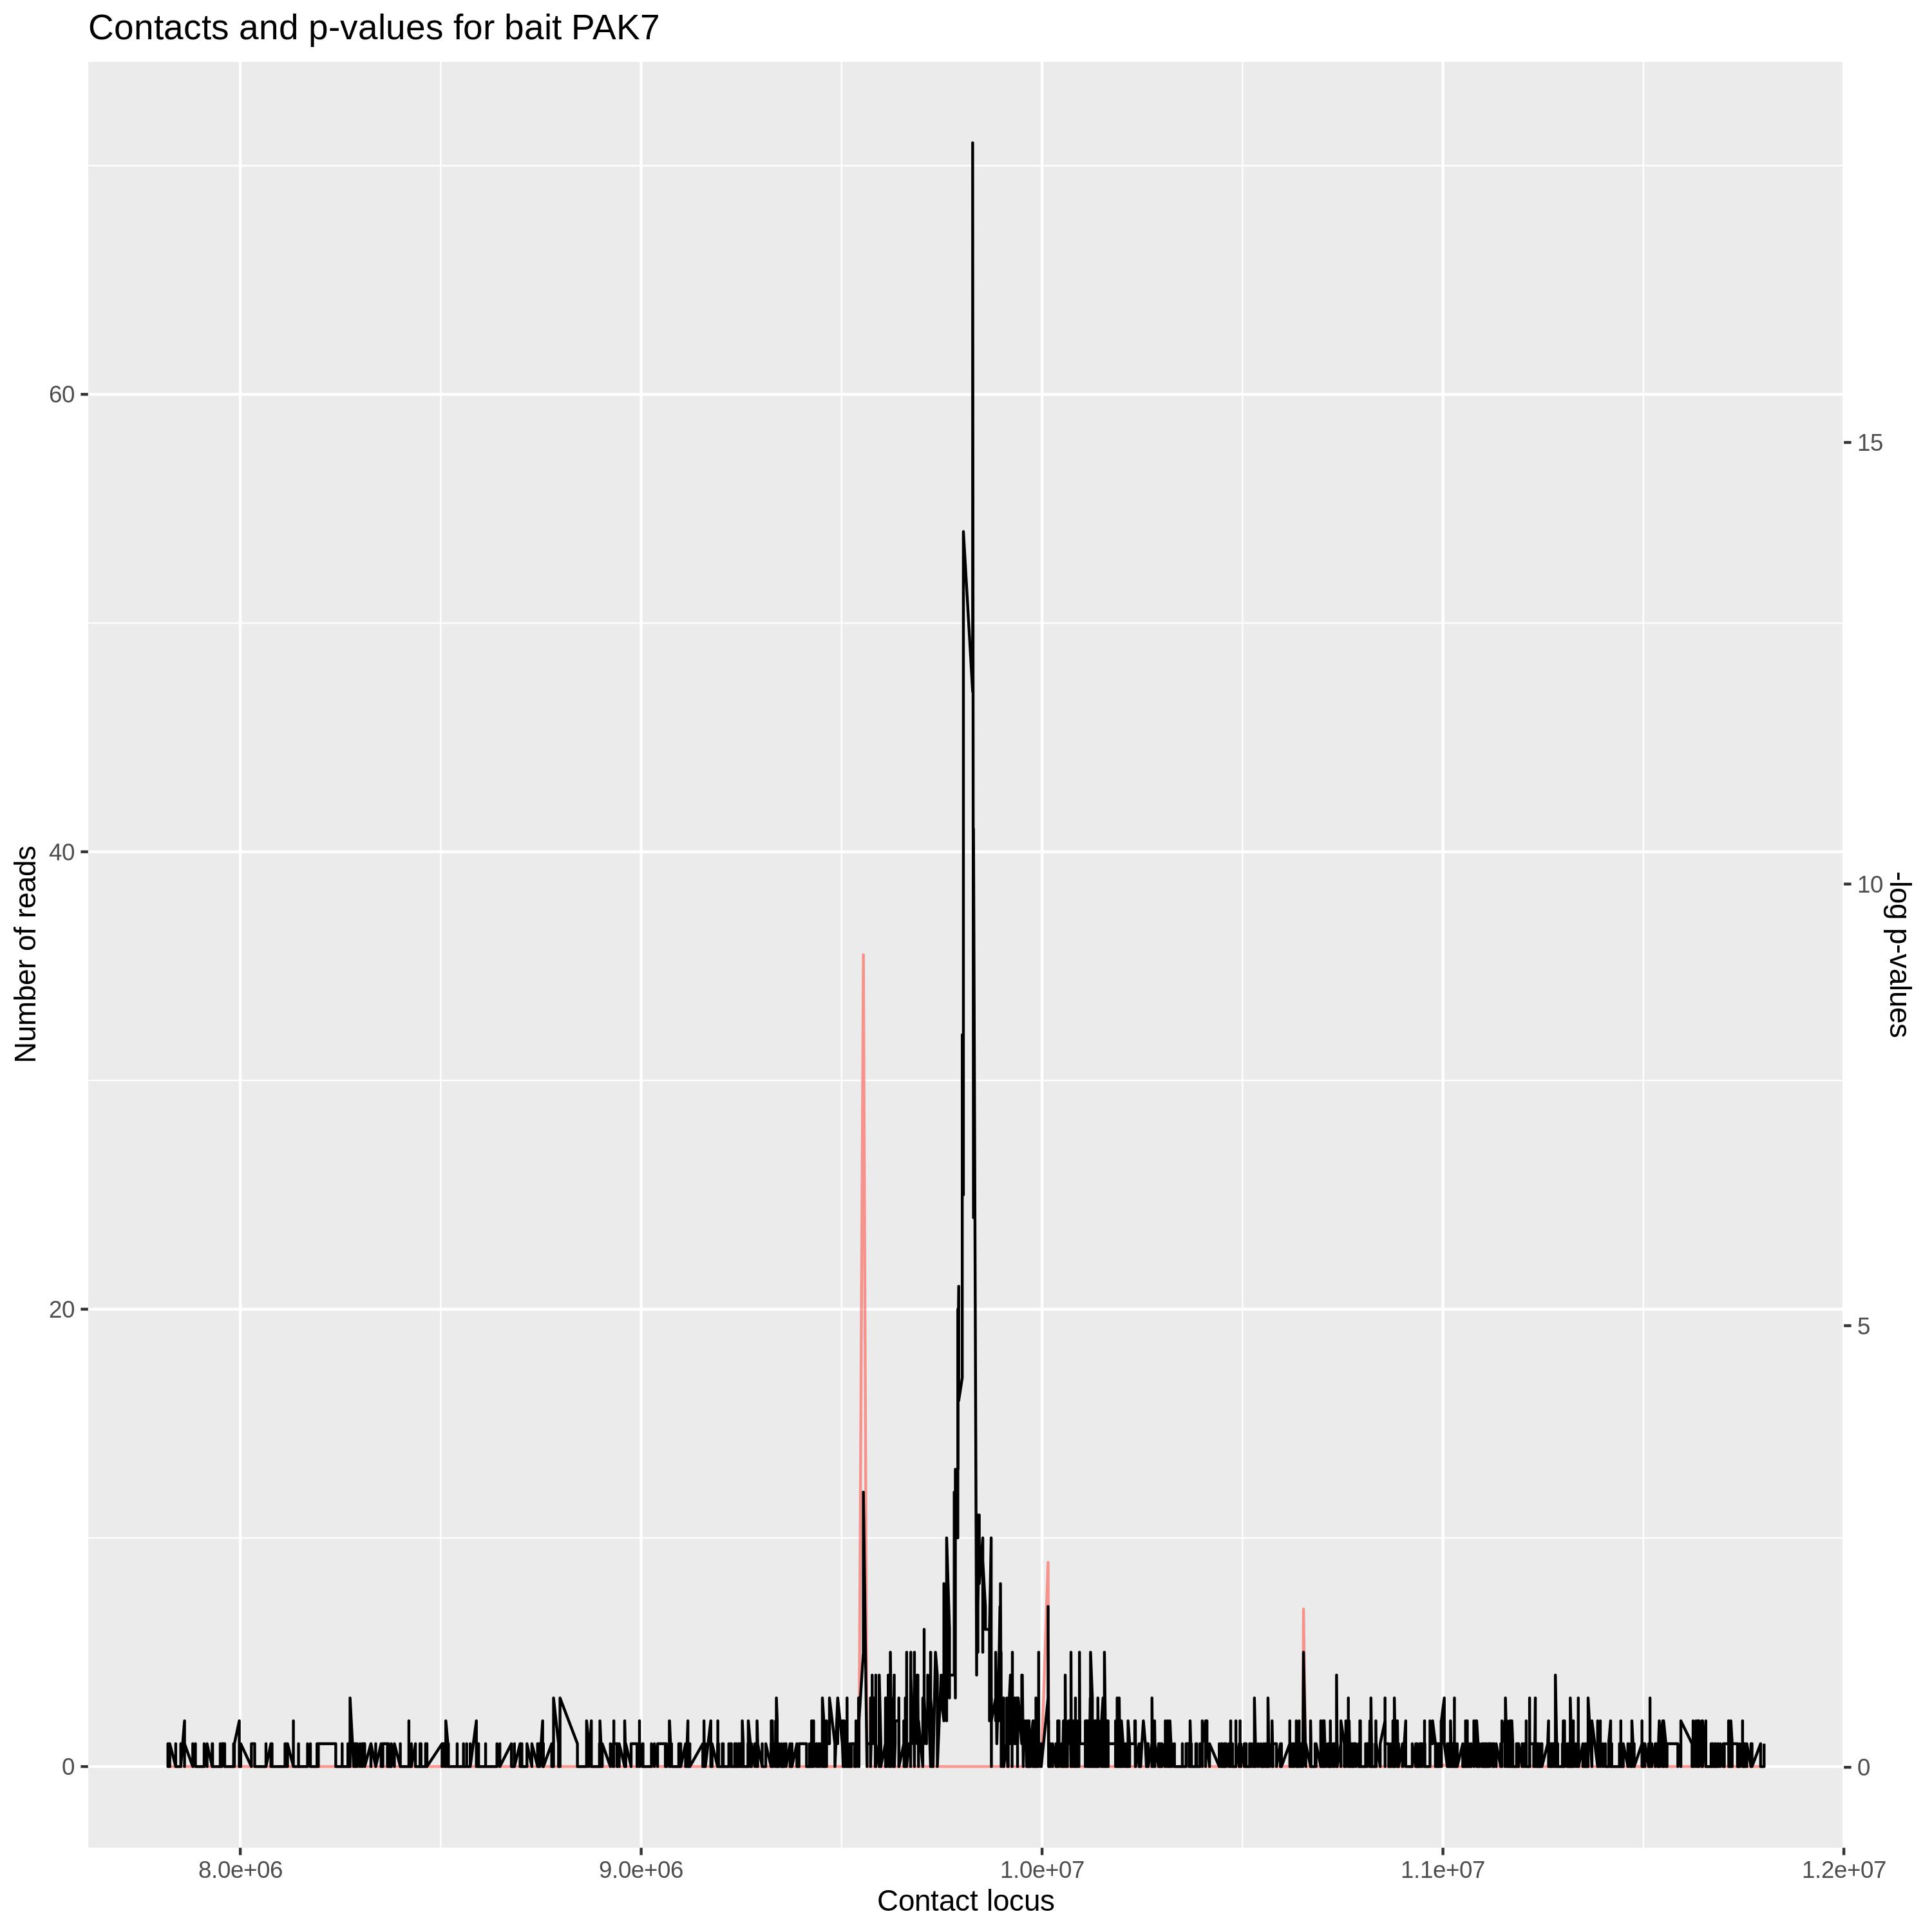 Contacts and p-values for bait PAK7
60
40
20
0
Number of reads
15
10
5
0
-log p-values
8.0e+06 9.0e+06 1.0e+07 1.1e+07 1.2e+07
Contact locus